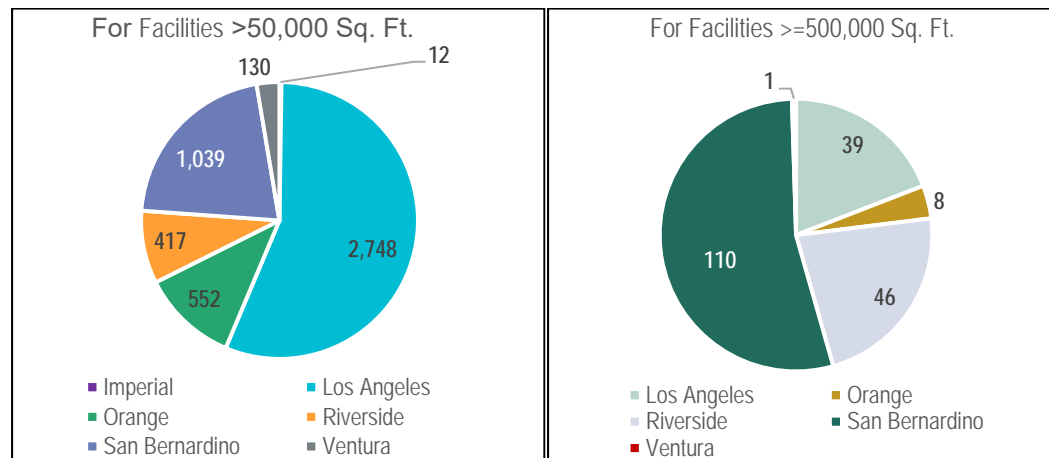 For Facilities >50,000 Sq. Ft.
130
12
1,039
2,748
417
552
Imperial
Los Angeles
Orange
Riverside
San Bernardino
Ventura
For Facilities >=500,000 Sq. Ft.
1
39
8
110
46
Los Angeles
Orange
Riverside
San Bernardino
Ventura